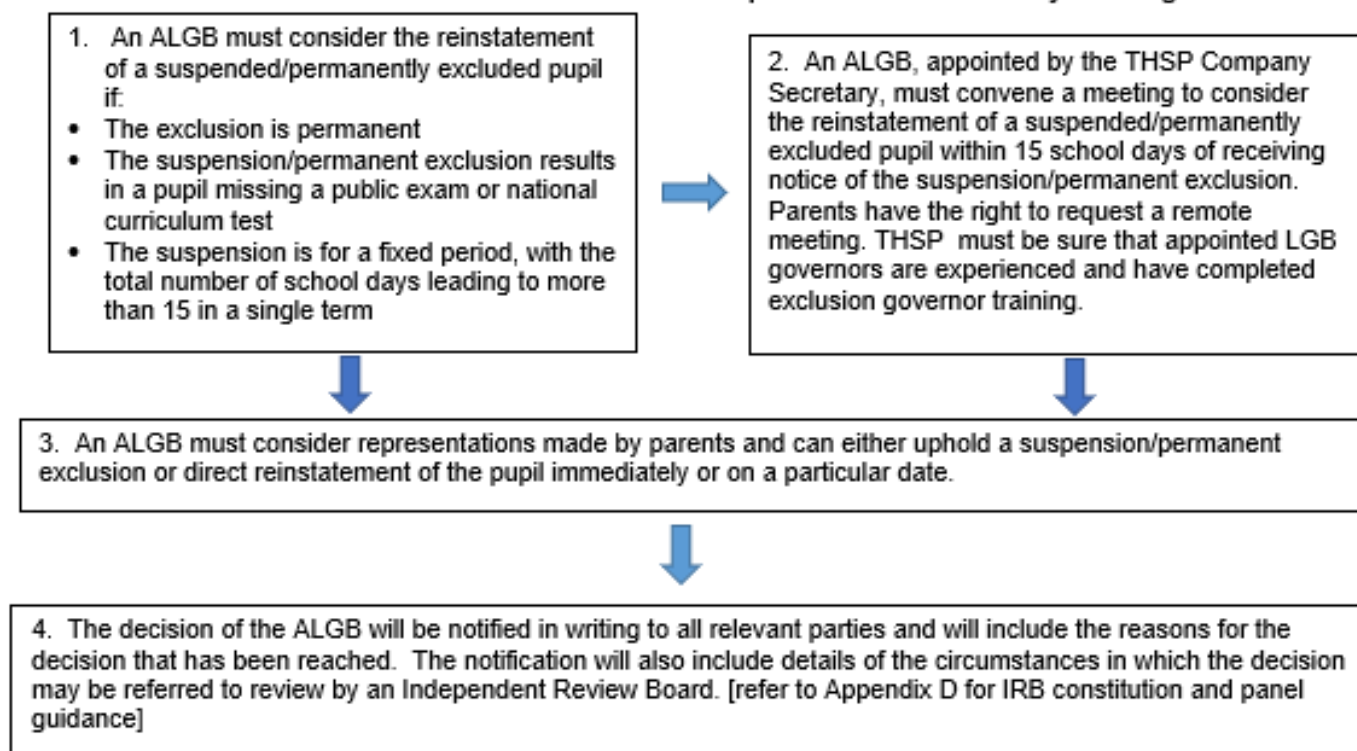 1. An ALGB must consider the reinstatement
of a suspended/permanently excluded pupil
if:
• The exclusion is permanent
• The suspension/permanent exclusion results
in a pupil missing a public exam or national
curriculum test
• The suspension is for a fixed period, with the
total number of school days leading to more
than 15 in a single term
2. An ALGB, appointed by the THSP Company
Secretary, must convene a meeting to consider
the reinstatement of a suspended/permanently
excluded pupil within 15 school days of receiving
notice of the suspension/permanent exclusion.
Parents have the right to request a remote
meeting. THSP must be sure that appointed LGB
governors are experienced and have completed
exclusion governor training.
3. An ALGB must consider representations made by parents and can either uphold a suspension/permanent
exclusion or direct reinstatement of the pupil immediately or on a particular date.
4. The decision of the ALGB will be notified in writing to all relevant parties and will include the reasons for the
decision that has been reached. The notification will also include details of the circumstances in which the decision
may be referred to review by an Independent Review Board. [refer to Appendix D for IRB constitution and panel
guidance]